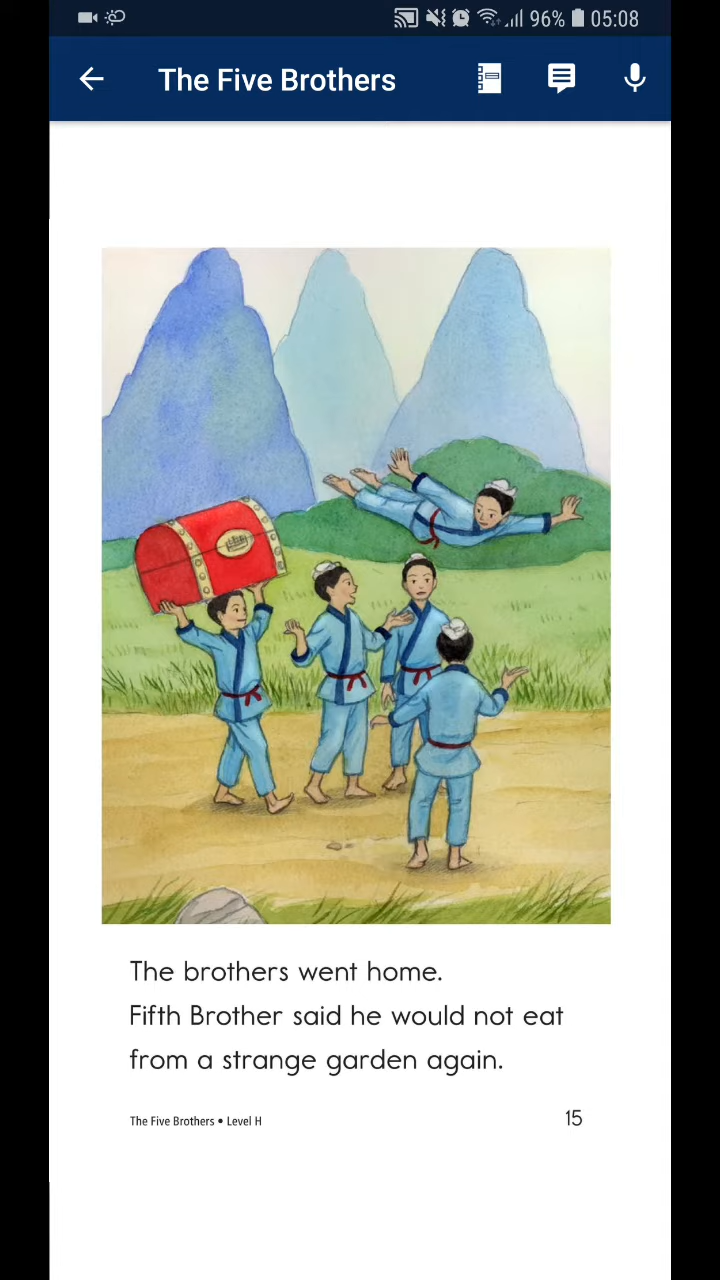 96% 05:08
The Five Brothers
The brothers went home.
Fifth Brother said he would not eat
from a strange garden again.
The Five Brothers • Level H 15